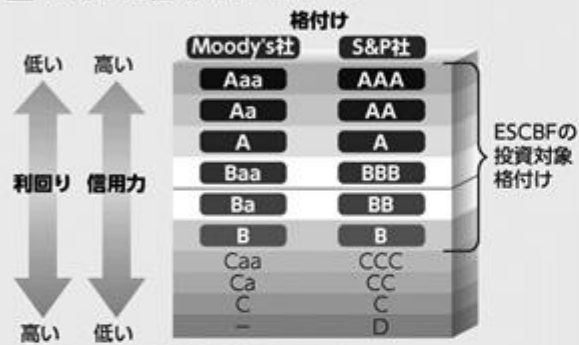 格付け
Moody's社 S&P社
低い 高い
Aaa AAA
Aa AA
A A
Baa BBB
利回り 信用力
Ba BB
B B
Caa CCC
Ca CC
C C
高い 低い
– D
ESCBFの
投資対象
格付け